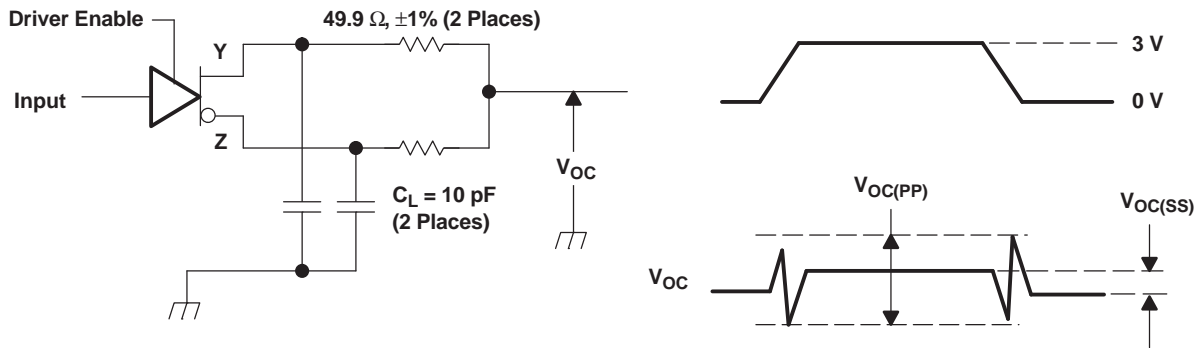 Driver Enable
49.9 Ω, ±1% (2 Places)
Y
Input
Z
V_OC
C_L = 10 pF
(2 Places)
3 V
0 V
V_OC(PP)
V_OC(SS)
V_OC